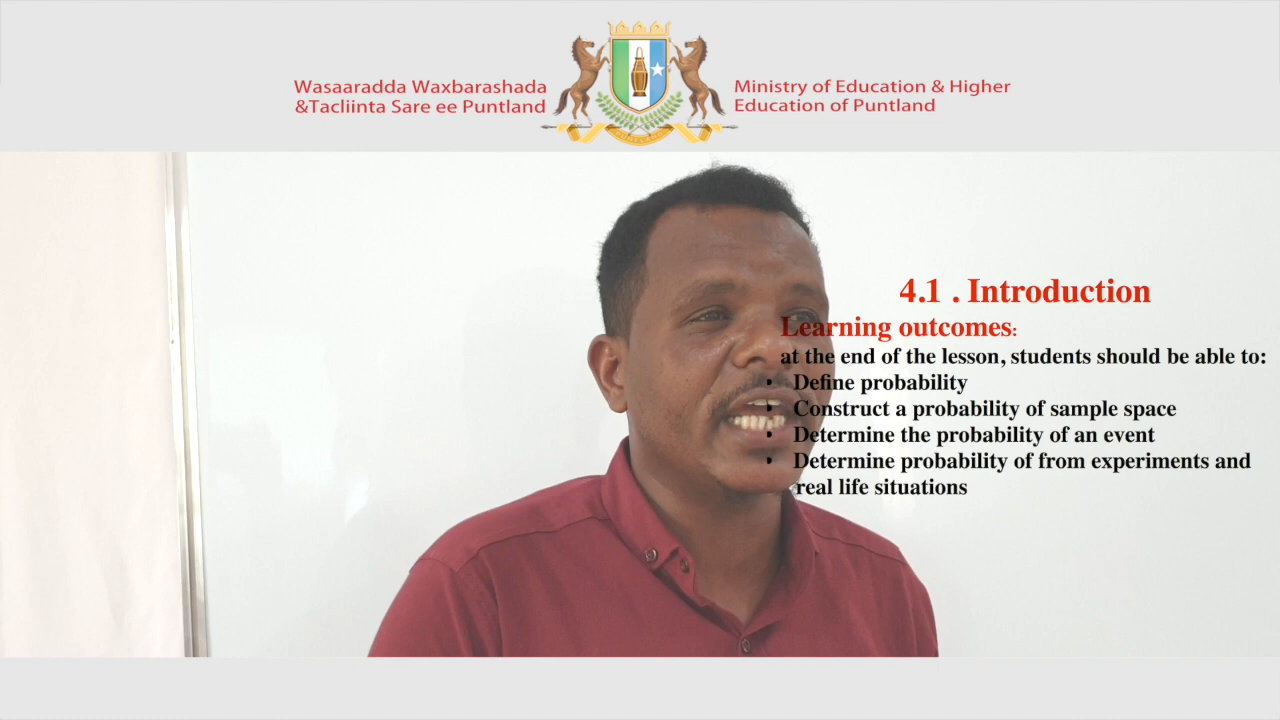 Wasaaradda Waxbarashada
&Tacliinta Sare ee Puntland
Ministry of Education & Higher
Education of Puntland
4.1 . Introduction
Learning outcomes:
at the end of the lesson, students should be able to:
• Define probability
• Construct a probability of sample space
• Determine the probability of an event
• Determine probability of from experiments and
real life situations